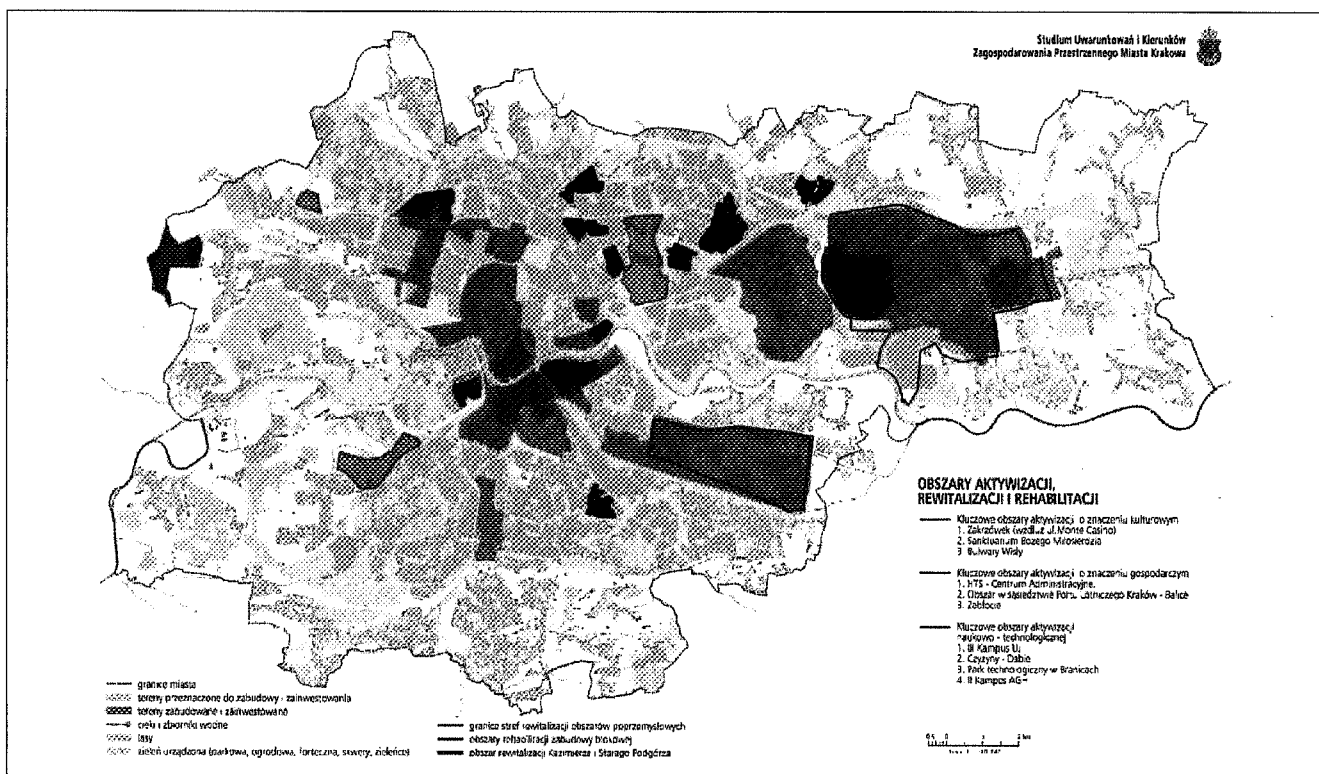 Studium Uwarunkowań i Kierunków
Zagospodarowania Przestrzennego Miasta Krakowa
OBSZARY AKTYWIZACJI,
REWITALIZACJI I REHABILITACJI
Kluczowe obszary aktywizacji o znaczeniu kulturowym
1. Zakrzówek (wzdłuż ul. Monte Casino)
2. Sanktuarium Bożego Miłosierdzia
3. Bulwary Wisły
Kluczowe obszary aktywizacji o znaczeniu gospodarczym
1. HTS - Centrum Administracyjne.
2. Obszar w sąsiedztwie Portu Lotniczego Kraków - Balice
3. Zabłocie
Kluczowe obszary aktywizacji
naukowo - technologicznej
1. III Kampus UJ
2. Czyżyny - Dąbie
3. Park technologiczny w Branicach
4. II Kampus AGH
granice miasta
tereny przeznaczone do zabudowy - zainwestowania
tereny zabudowane i zainwestowane
cieki i zbiorniki wodne
lasy
zieleń urządzona (parkowa, ogrodowa, forteczna, skwery, zieleńce)
granice stref rewitalizacji obszarów poprzemysłowych
obszary rehabilitacji zabudowy blokowej
obszar rewitalizacji Kazimierza i Starego Podgórza